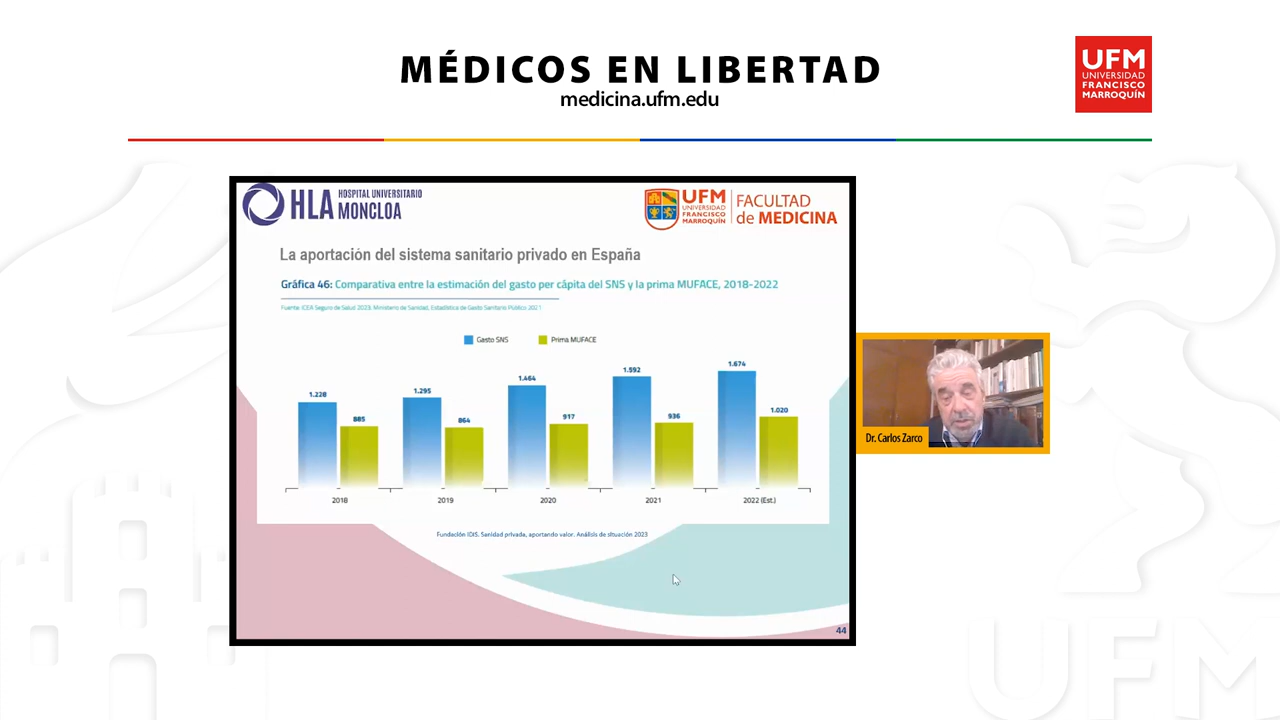 MÉDICOS EN LIBERTAD
medicina.ufm.edu
UFM
UNIVERSIDAD
FRANCISCO
MARROQUÍN
HLA HOSPITAL UNIVERSITARIO
MONCLOA
UFM
UNIVERSIDAD
FRANCISCO
MARROQUÍN
FACULTAD
de MEDICINA
La aportación del sistema sanitario privado en España
Gráfica 46: Comparativa entre la estimación del gasto per cápita del SNS y la prima MUFACE, 2018-2022
Fuente: ICEA Seguro de Salud 2023. Ministerio de Sanidad, Estadística de Gasto Sanitario Público 2021.
Gasto SNS Prima MUFACE
1.228 885 1.295 864 1.464 917 1.592 936 1.674 1.020
2018 2019 2020 2021 2022 (Est.)
Fundación IDIS. Sanidad privada, aportando valor. Análisis de situación 2023
44
Dr. Carlos Zarco
UFM